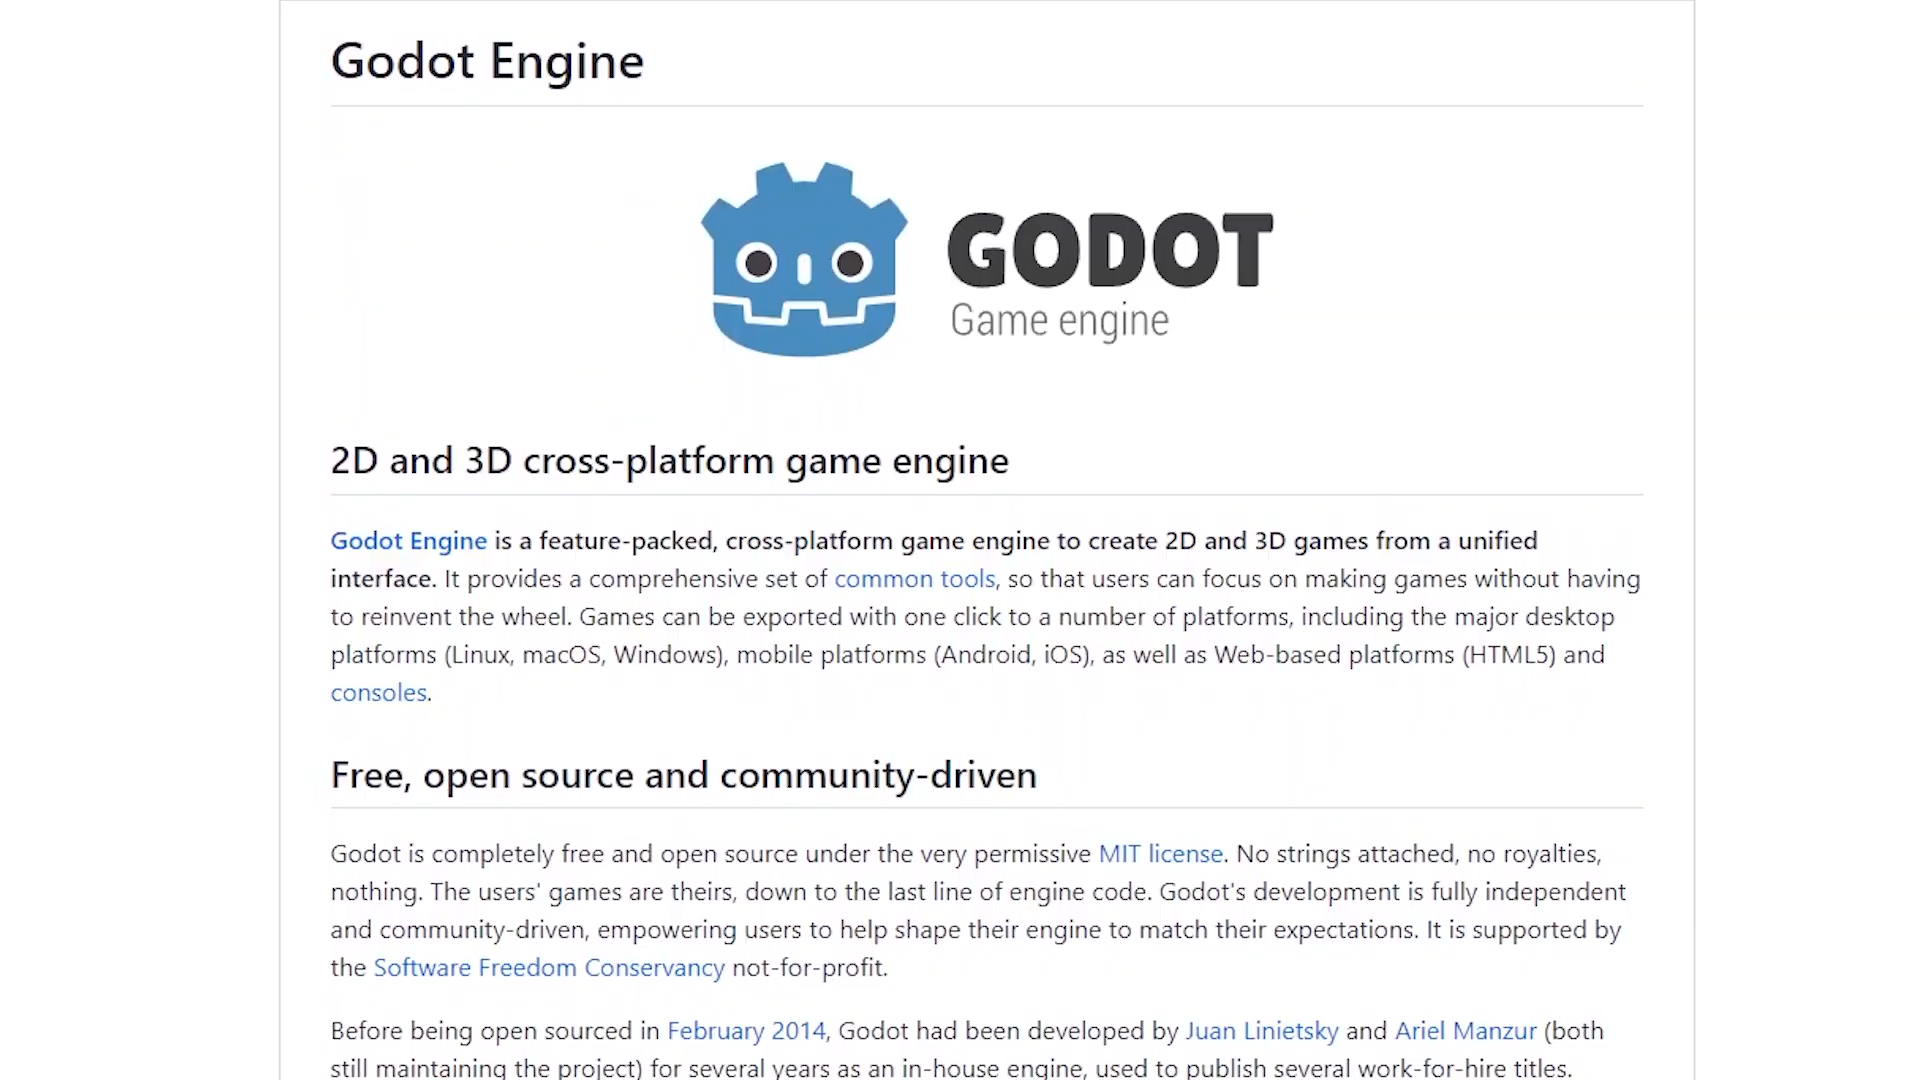 Godot Engine
GODOT
Game engine
2D and 3D cross-platform game engine
Godot Engine is a feature-packed, cross-platform game engine to create 2D and 3D games from a unified
interface. It provides a comprehensive set of common tools, so that users can focus on making games without having
to reinvent the wheel. Games can be exported with one click to a number of platforms, including the major desktop
platforms (Linux, macOS, Windows), mobile platforms (Android, iOS), as well as Web-based platforms (HTML5) and
consoles.
Free, open source and community-driven
Godot is completely free and open source under the very permissive MIT license. No strings attached, no royalties,
nothing. The users' games are theirs, down to the last line of engine code. Godot's development is fully independent
and community-driven, empowering users to help shape their engine to match their expectations. It is supported by
the Software Freedom Conservancy not-for-profit.
Before being open sourced in February 2014, Godot had been developed by Juan Linietsky and Ariel Manzur (both
still maintaining the project) for several years as an in-house engine, used to publish several work-for-hire titles.